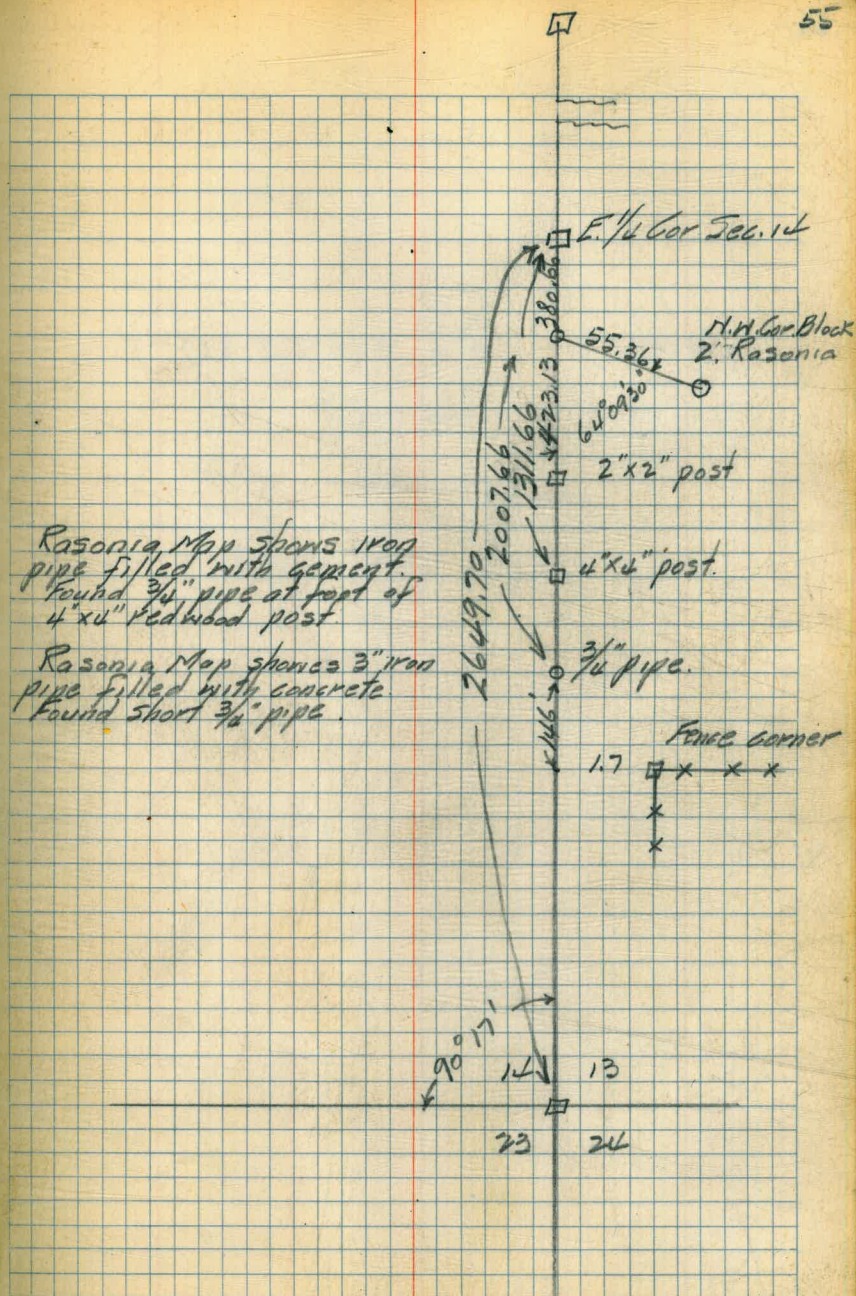 55
E. 1/4 Cor Sec. 14
380.66
N.W. Cor. Block
2, Rasonia
55.36
64°09'30"
423.13
1311.66
2007.66
2649.70
2"x2" post
Rasonia Map shows iron
pipe filled with cement.
Found 3/4" pipe at foot of
4"x4" redwood post
4"x4" post.
Rasonia Map shows 3" iron
pipe filled with concrete.
Found short 3/4" pipe.
3/4" pipe.
146'
Fence corner
1.7
90°17'
14 13
23 24